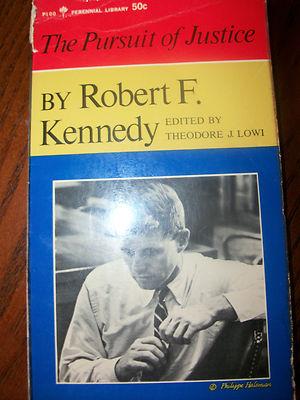 P100 PERENNIAL LIBRARY 50c
The Pursuit of Justice
BY Robert F.
Kennedy EDITED BY
THEODORE J. LOWI
© Philippe Halsman